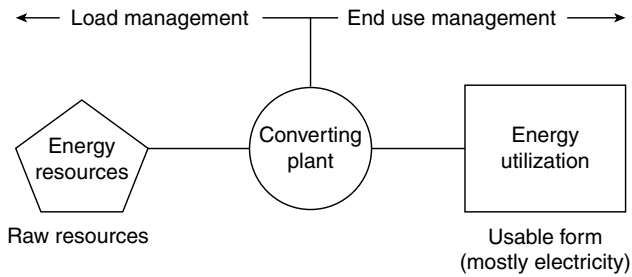 Load management
End use management
Energy
resources
Converting
plant
Energy
utilization
Raw resources
Usable form
(mostly electricity)